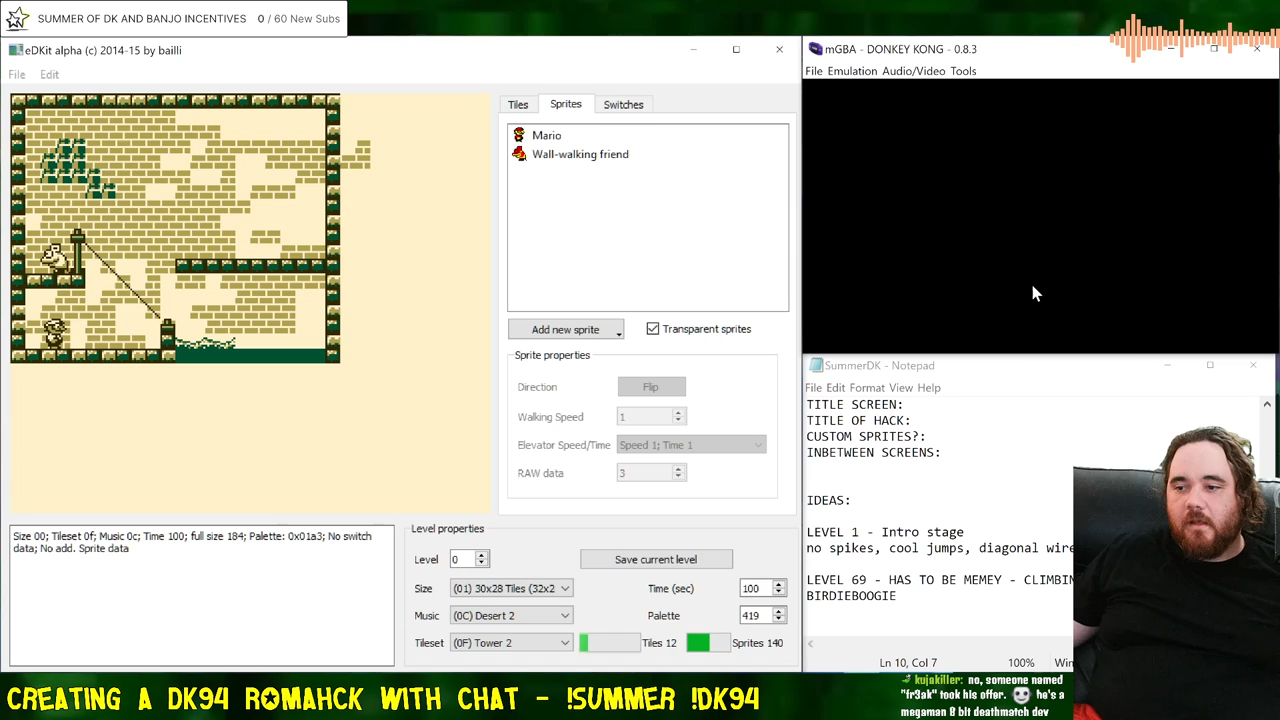 SUMMER OF DK AND BANJO INCENTIVES 0 / 60 New Subs
eDKit alpha (c) 2014-15 by bailli
File Edit
Tiles Sprites Switches
Mario
Wall-walking friend
Add new sprite Transparent sprites
Sprite properties
Direction Flip
Walking Speed 1
Elevator Speed/Time Speed 1; Time 1
RAW data 3
Size 00; Tileset 0f; Music 0c; Time 100; full size 184; Palette: 0x01a3; No switch
data; No add. Sprite data
Level properties
Level 0 Save current level
Size (01) 30x28 Tiles (32x2 Time (sec) 100
Music (0C) Desert 2 Palette 419
Tileset (0F) Tower 2 Tiles 12 Sprites 140
mGBA - DONKEY KONG - 0.8.3
File Emulation Audio/Video Tools
SummerDK - Notepad
File Edit Format View Help
TITLE SCREEN:
TITLE OF HACK:
CUSTOM SPRITES?:
INBETWEEN SCREENS:
IDEAS:
LEVEL 1 - Intro stage
no spikes, cool jumps, diagonal wire
LEVEL 69 - HAS TO BE MEMEY - CLIMBIN
BIRDIEBOOGIE
Ln 10, Col 7 100% Win
CREATING A DK94 ROMAHCK WITH CHAT - !SUMMER !DK94
kujakiller: no, someone named
"fr3ak" took his offer. he's a
megaman 8 bit deathmatch dev